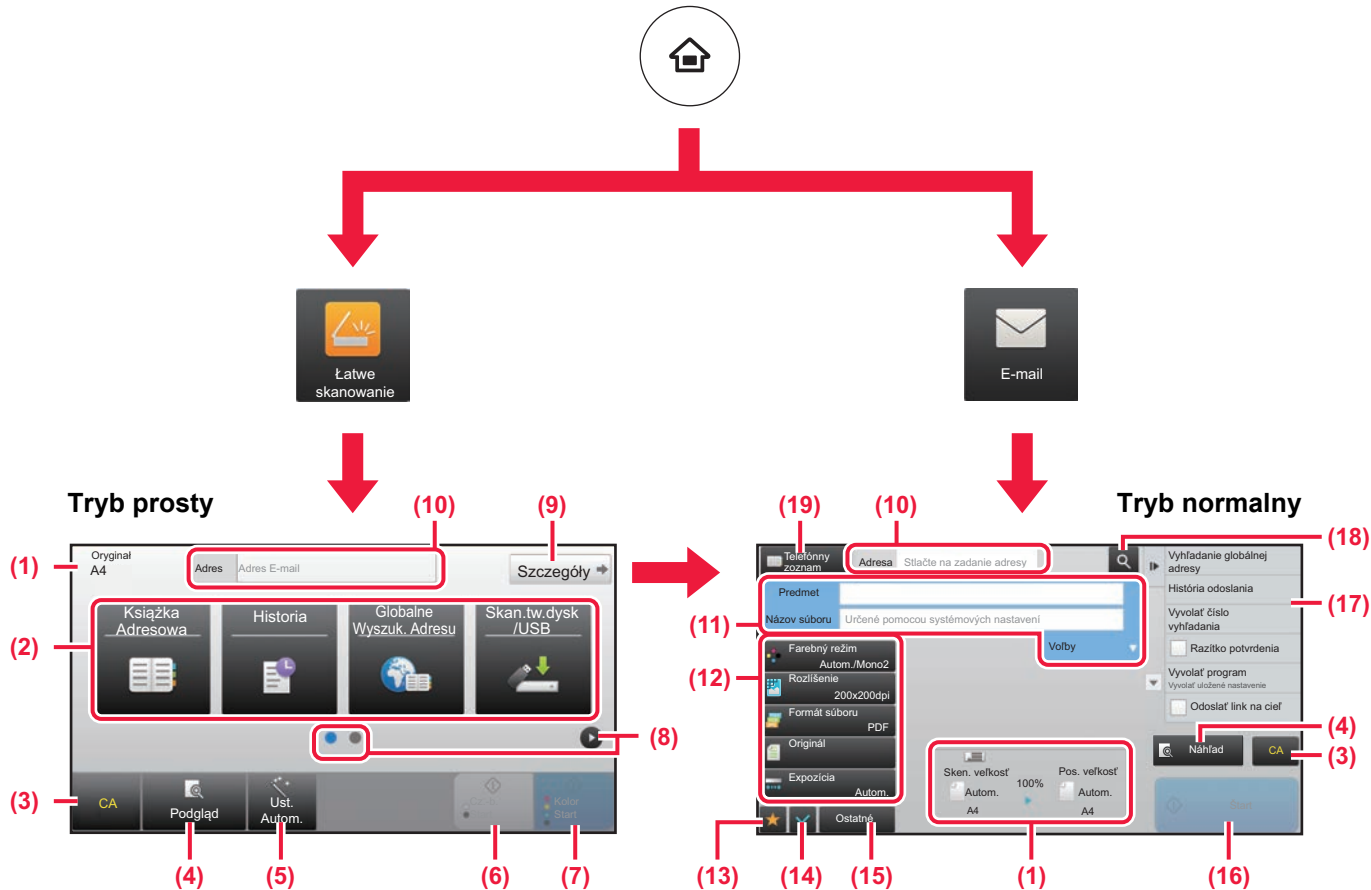 Łatwe
skanowanie
E-mail
Tryb prosty
(10)
(9)
(1)
Oryginał
A4
Adres
Adres E-mail
Szczegóły
(2)
Książka
Adresowa
Historia
Globalne
Wyszuk. Adresu
Skan.tw.dysk
/USB
(8)
(3)
CA
Podgląd
Ust.
Autom.
Kolor
Start
(4)
(5)
(6)
(7)
Tryb normalny
(19)
(10)
(18)
Telefónny
zoznam
Adresa
Stlačte na zadanie adresy
Predmet
(11)
Názov súboru
Určené pomocou systémových nastavení
Voľby
(12)
Farebný režim
Autom./Mono2
Rozlíšenie
200x200dpi
Formát súboru
PDF
Originál
Expozícia
Autom.
Ostatné
Sken. veľkosť
Autom.
A4
100%
Pos. veľkosť
Autom.
A4
Vyhľadanie globálnej
adresy
História odoslania
(17)
Vyvolať číslo
vyhľadania
Razítko potvrdenia
Vyvolať program
Vyvolať uložené nastavenie
Odoslať link na cieľ
(4)
Náhľad
CA
(3)
Start
(13)
(14)
(15)
(1)
(16)